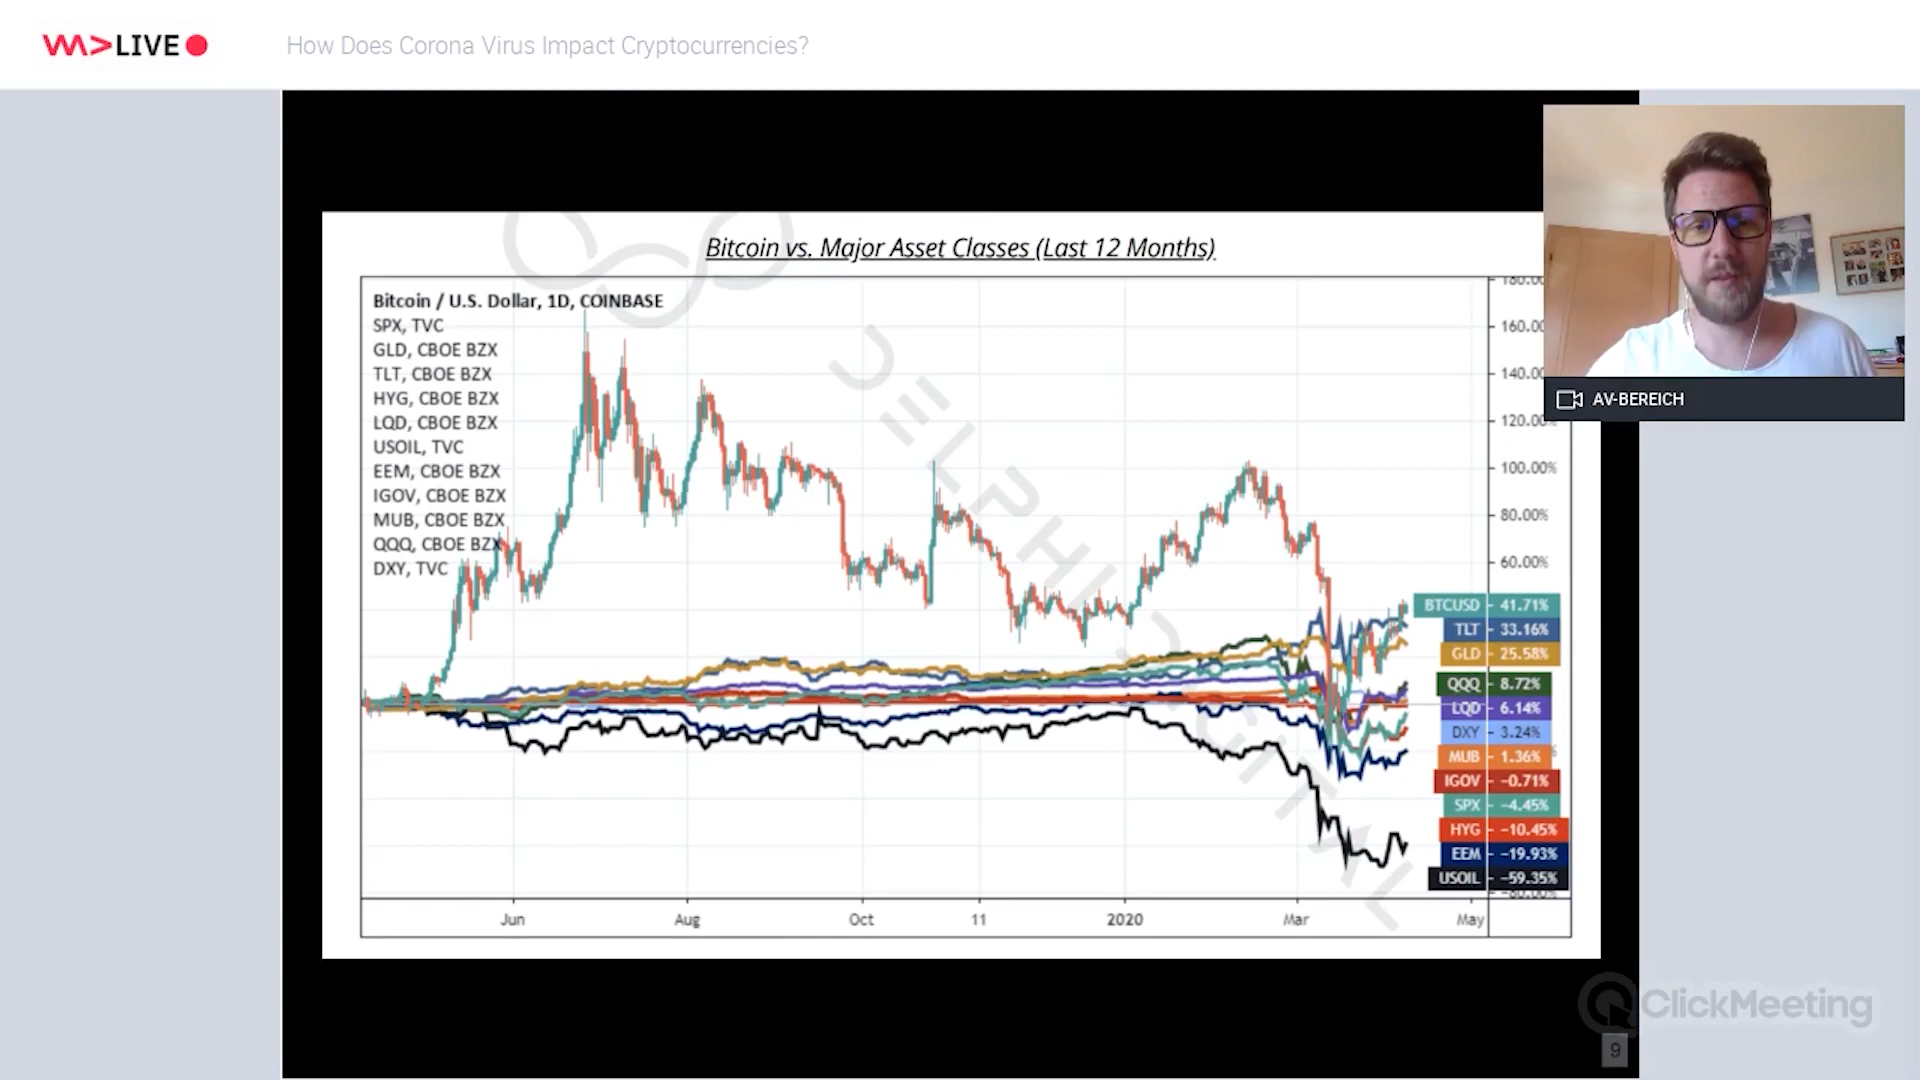 LIVE
How Does Corona Virus Impact Cryptocurrencies?
AV-BEREICH
Bitcoin vs. Major Asset Classes (Last 12 Months)
Bitcoin / U.S. Dollar, 1D, COINBASE
SPX, TVC
GLD, CBOE BZX
TLT, CBOE BZX
HYG, CBOE BZX
LQD, CBOE BZX
USOIL, TVC
EEM, CBOE BZX
IGOV, CBOE BZX
MUB, CBOE BZX
QQQ, CBOE BZX
DXY, TVC
DELPHI DIGITAL
100.00%
80.00%
60.00%
BTCUSD 41.71%
TLT 33.16%
GLD 25.58%
QQQ 8.72%
LQD 6.14%
DXY 3.24%
MUB 1.36%
IGOV −0.71%
SPX −4.45%
HYG −10.45%
EEM −19.93%
USOIL −59.35%
Jun Aug Oct 11 2020 Mar May
ClickMeeting
9